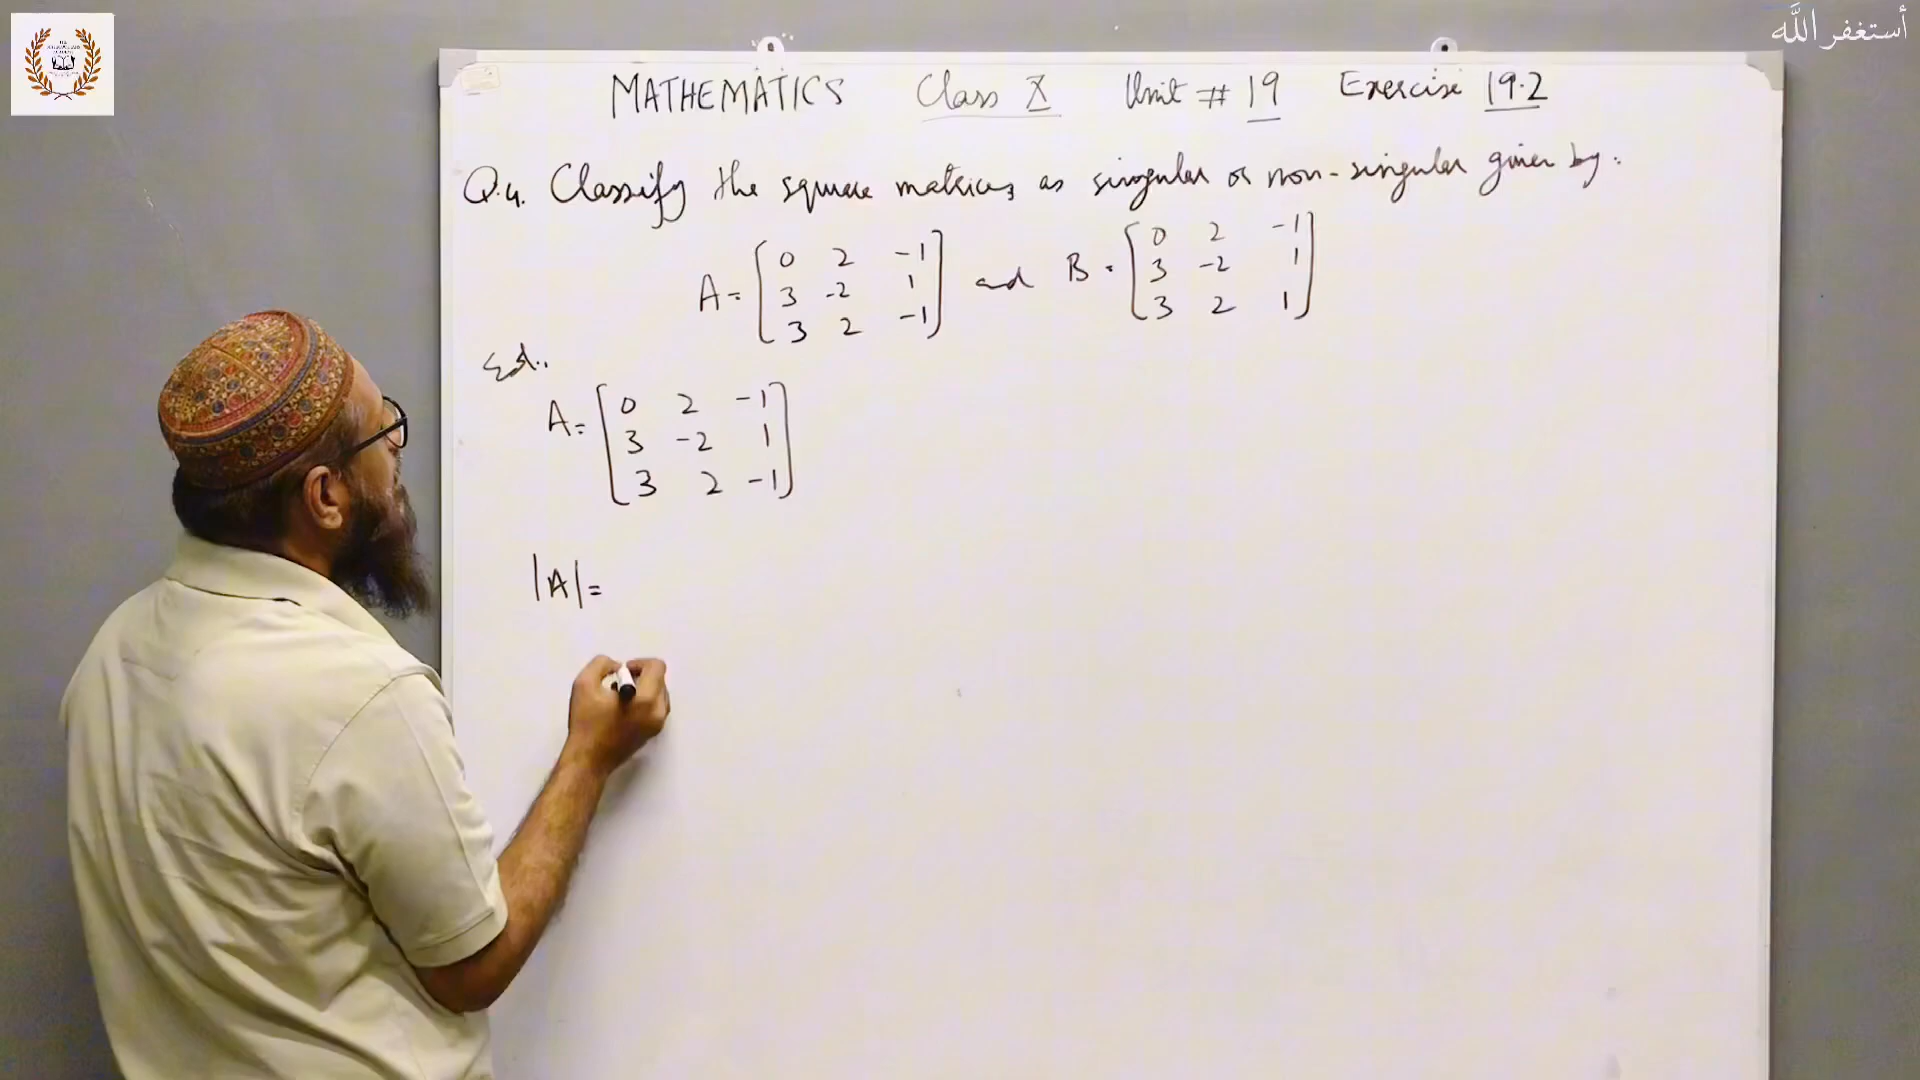 أستغفر الله
MATHEMATICS Class X Unit # 19 Exercise 19.2
Q.4. Classify the square matrices as singular or non-singular given by:
A = [0 2 -1
3 -2 1
3 2 -1] and B = [0 2 -1
3 -2 1
3 2 1]
Sol:.
A = [0 2 -1
3 -2 1
3 2 -1]
|A| =